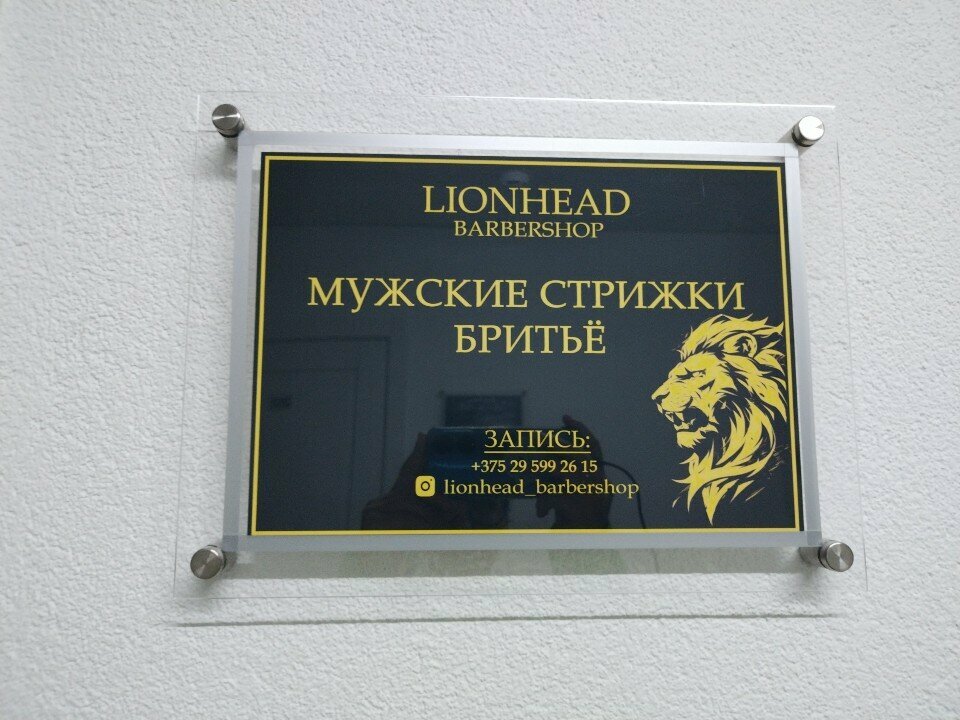 LIONHEAD
BARBERSHOP
МУЖСКИЕ СТРИЖКИ
БРИТЬЁ
ЗАПИСЬ:
+375 29 599 26 15
lionhead_barbershop